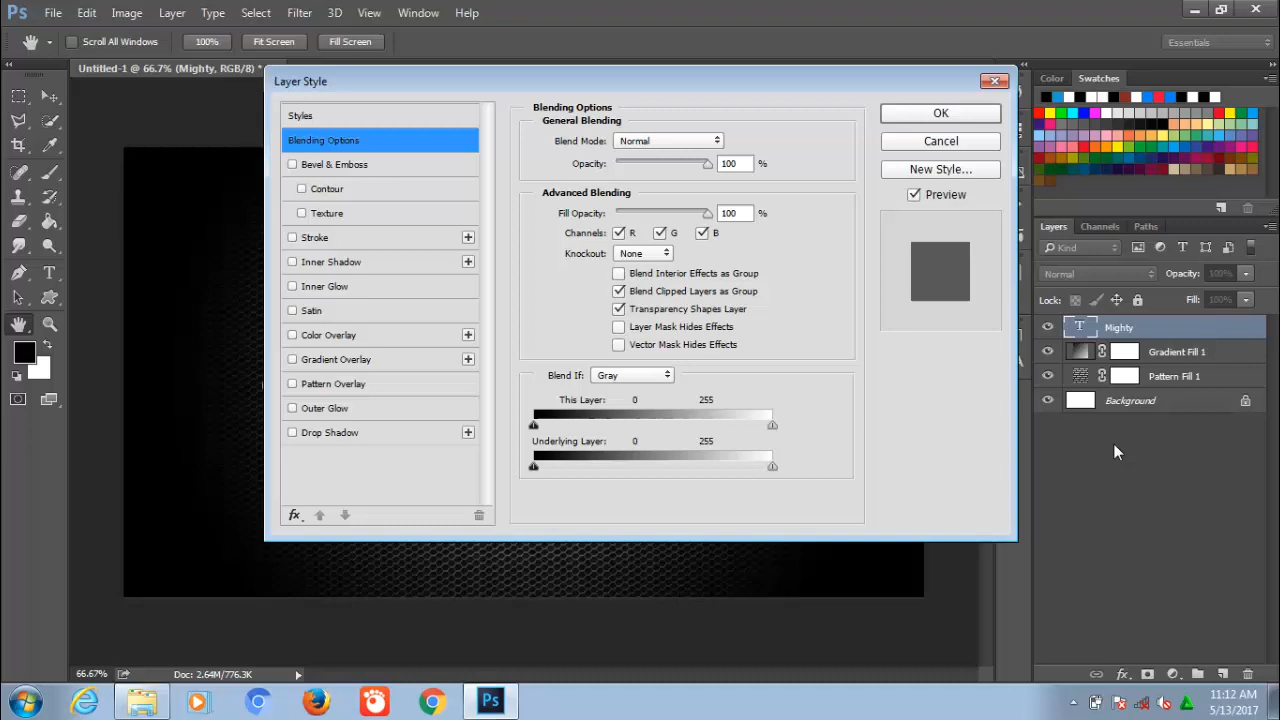 Ps File Edit Image Layer Type Select Filter 3D View Window Help
Scroll All Windows 100% Fit Screen Fill Screen Essentials
Untitled-1 @ 66.7% (Mighty, RGB/8) *
Layer Style
Styles
Blending Options
Bevel & Emboss
Contour
Texture
Stroke
Inner Shadow
Inner Glow
Satin
Color Overlay
Gradient Overlay
Pattern Overlay
Outer Glow
Drop Shadow
fx
Blending Options
General Blending
Blend Mode: Normal
Opacity: 100 %
Advanced Blending
Fill Opacity: 100 %
Channels: R G B
Knockout: None
Blend Interior Effects as Group
Blend Clipped Layers as Group
Transparency Shapes Layer
Layer Mask Hides Effects
Vector Mask Hides Effects
Blend If: Gray
This Layer: 0 255
Underlying Layer: 0 255
OK
Cancel
New Style...
Preview
Color Swatches
Layers Channels Paths
Kind
Normal Opacity: 100%
Lock: Fill: 100%
T Mighty
Gradient Fill 1
Pattern Fill 1
Background
fx
66.67% Doc: 2.64M/776.3K
Ps
11:12 AM
5/13/2017